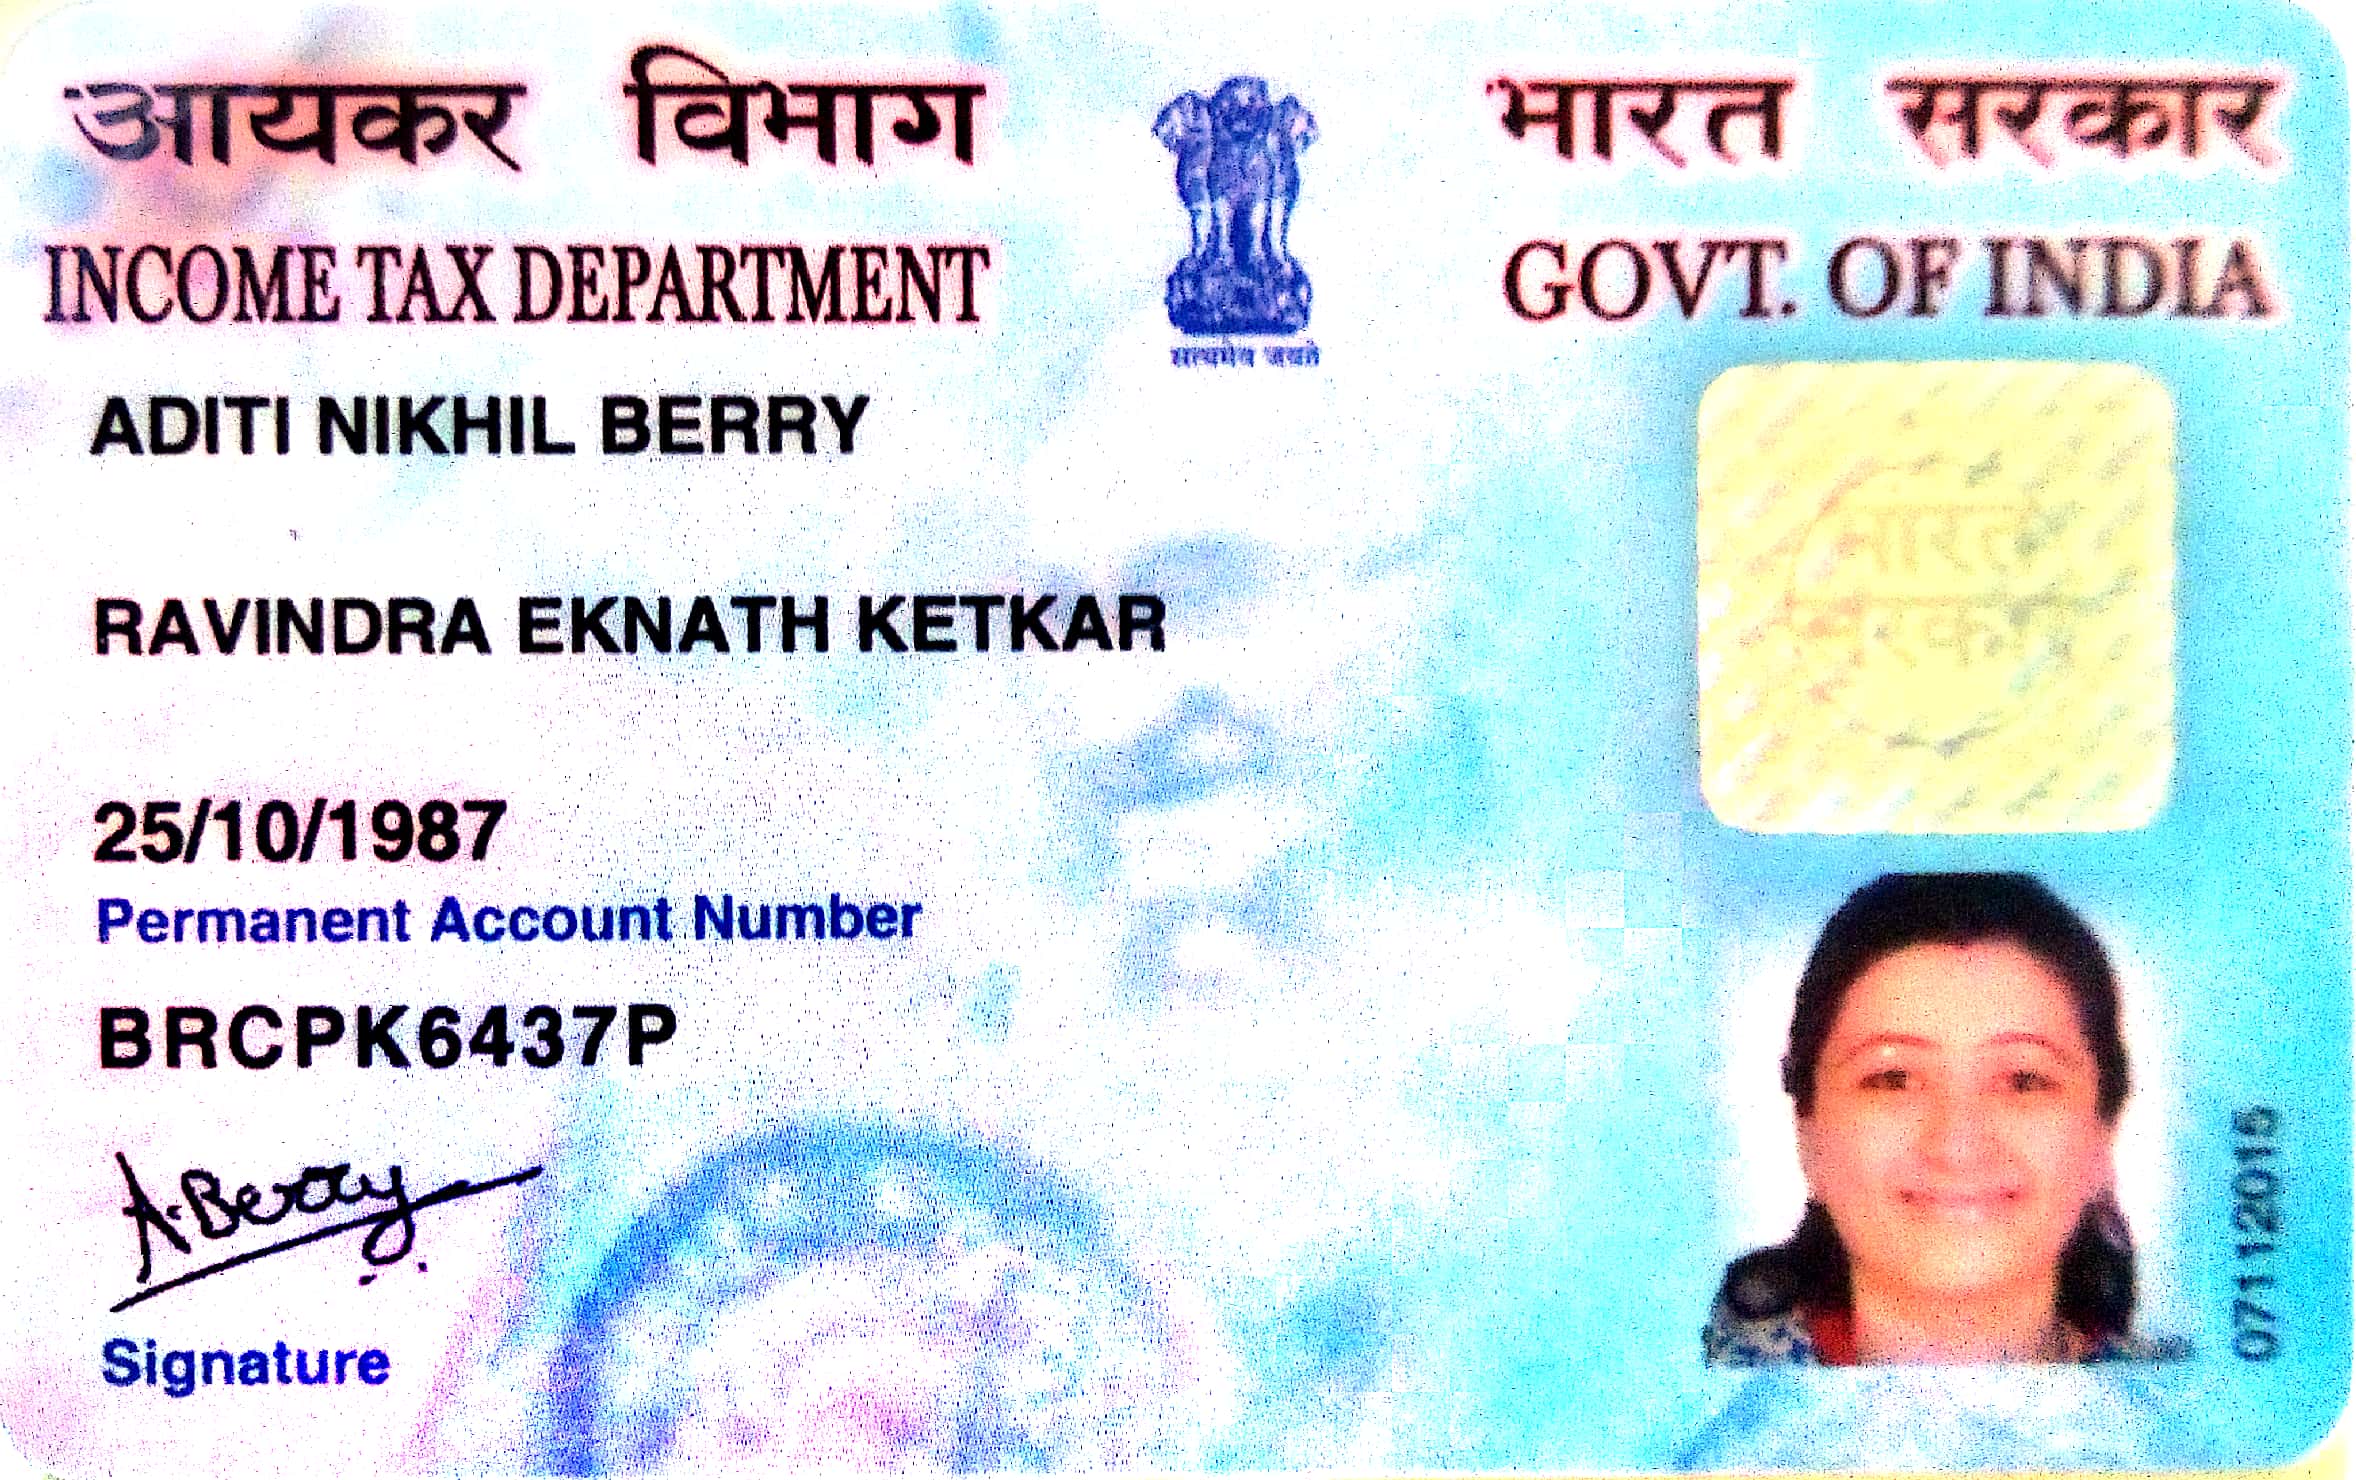 आयकर विभाग
भारत सरकार
INCOME TAX DEPARTMENT
GOVT. OF INDIA
सत्यमेव जयते
ADITI NIKHIL BERRY
भारत
सरकार
RAVINDRA EKNATH KETKAR
25/10/1987
Permanent Account Number
BRCPK6437P
A. Berry
Signature
07112015